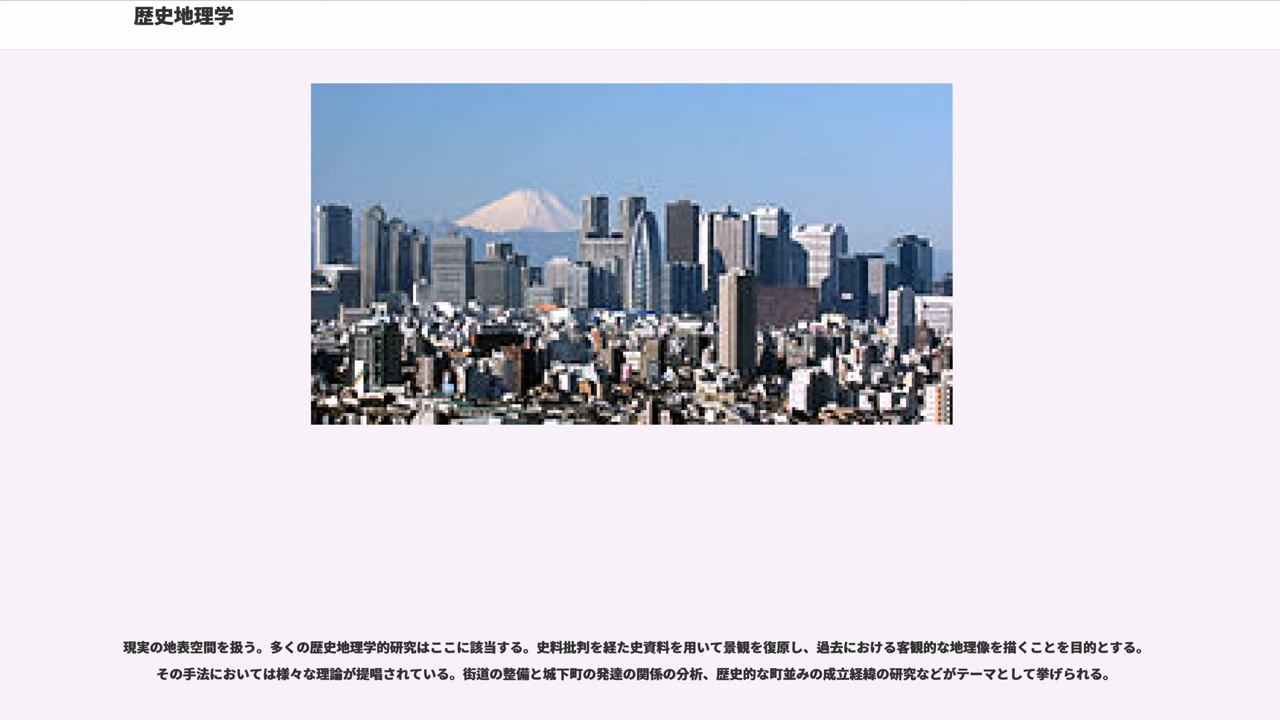 歴史地理学
現実の地表空間を扱う。多くの歴史地理学的研究はここに該当する。史料批判を経た史資料を用いて景観を復原し、過去における客観的な地理像を描くことを目的とする。
その手法においては様々な理論が提唱されている。街道の整備と城下町の発達の関係の分析、歴史的な町並みの成立経緯の研究などがテーマとして挙げられる。